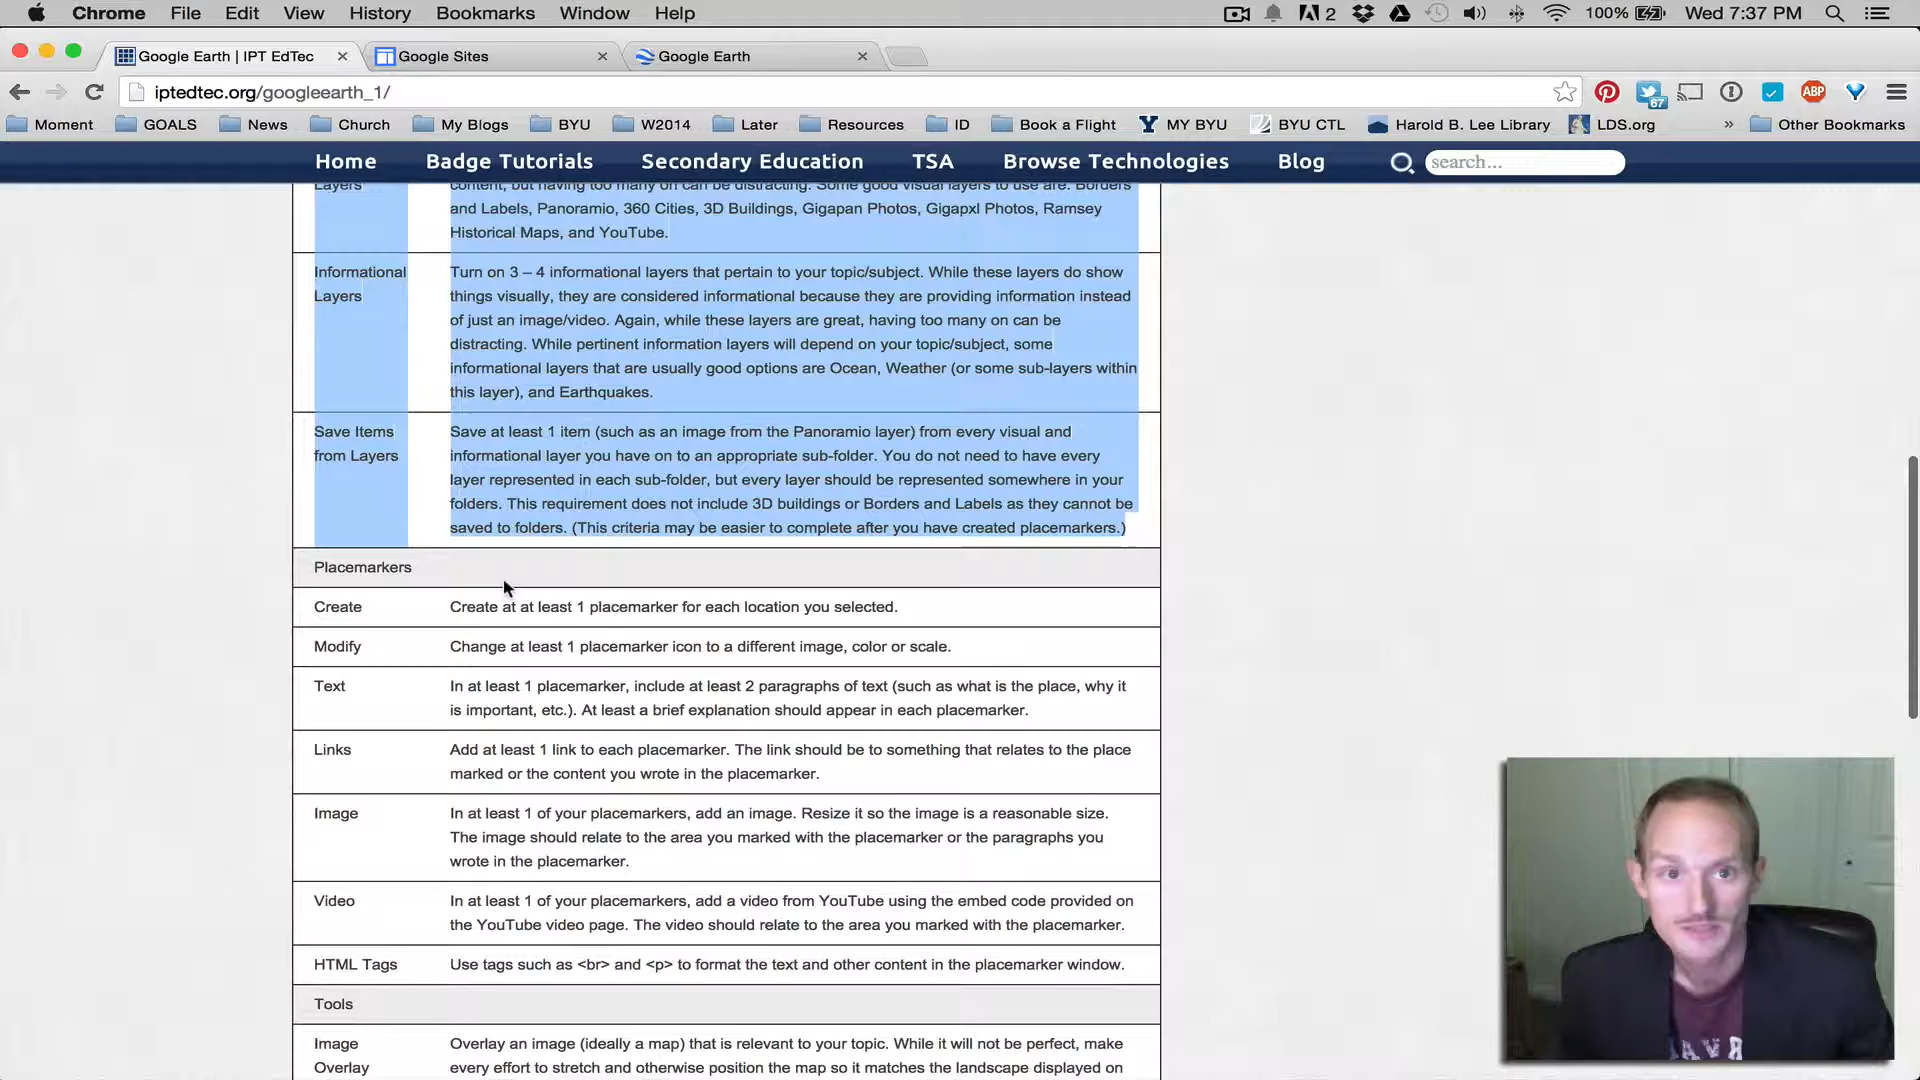 Chrome File Edit View History Bookmarks Window Help 2 100% Wed 7:37 PM
Google Earth | IPT EdTec Google Sites Google Earth
iptedtec.org/googleearth_1/ 67 ABP
Moment GOALS News Church My Blogs BYU W2014 Later Resources ID Book a Flight MY BYU BYU CTL Harold B. Lee Library LDS.org » Other Bookmarks
Home Badge Tutorials Secondary Education TSA Browse Technologies Blog search...
Layers content, but having too many on can be distracting. Some good visual layers to use are: Borders
and Labels, Panoramio, 360 Cities, 3D Buildings, Gigapan Photos, Gigapxl Photos, Ramsey
Historical Maps, and YouTube.
Informational Turn on 3 – 4 informational layers that pertain to your topic/subject. While these layers do show
Layers things visually, they are considered informational because they are providing information instead
of just an image/video. Again, while these layers are great, having too many on can be
distracting. While pertinent information layers will depend on your topic/subject, some
informational layers that are usually good options are Ocean, Weather (or some sub-layers within
this layer), and Earthquakes.
Save Items Save at least 1 item (such as an image from the Panoramio layer) from every visual and
from Layers informational layer you have on to an appropriate sub-folder. You do not need to have every
layer represented in each sub-folder, but every layer should be represented somewhere in your
folders. This requirement does not include 3D buildings or Borders and Labels as they cannot be
saved to folders. (This criteria may be easier to complete after you have created placemarkers.)
Placemarkers
Create Create at at least 1 placemarker for each location you selected.
Modify Change at least 1 placemarker icon to a different image, color or scale.
Text In at least 1 placemarker, include at least 2 paragraphs of text (such as what is the place, why it
is important, etc.). At least a brief explanation should appear in each placemarker.
Links Add at least 1 link to each placemarker. The link should be to something that relates to the place
marked or the content you wrote in the placemarker.
Image In at least 1 of your placemarkers, add an image. Resize it so the image is a reasonable size.
The image should relate to the area you marked with the placemarker or the paragraphs you
wrote in the placemarker.
Video In at least 1 of your placemarkers, add a video from YouTube using the embed code provided on
the YouTube video page. The video should relate to the area you marked with the placemarker.
HTML Tags Use tags such as <br> and <p> to format the text and other content in the placemarker window.
Tools
Image Overlay an image (ideally a map) that is relevant to your topic. While it will not be perfect, make
Overlay every effort to stretch and otherwise position the map so it matches the landscape displayed on